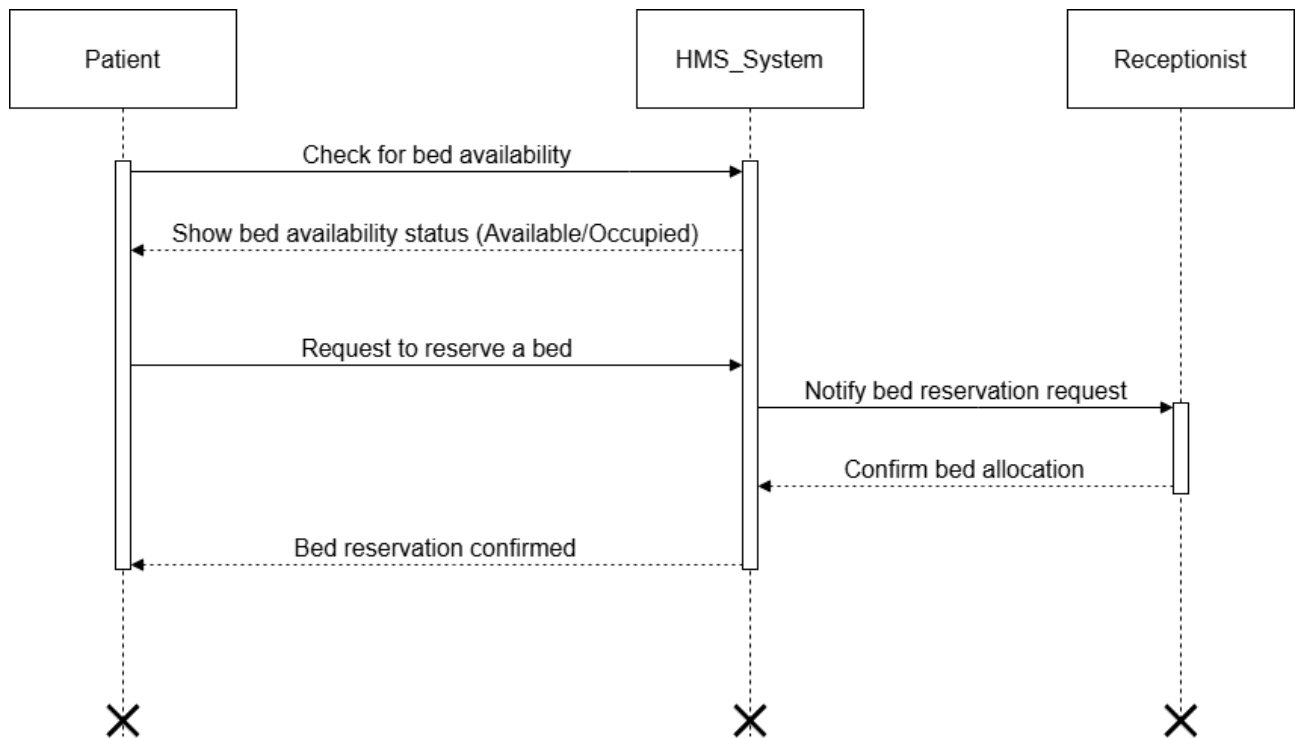 Patient
HMS_System
Receptionist
Check for bed availability
Show bed availability status (Available/Occupied)
Request to reserve a bed
Notify bed reservation request
Confirm bed allocation
Bed reservation confirmed